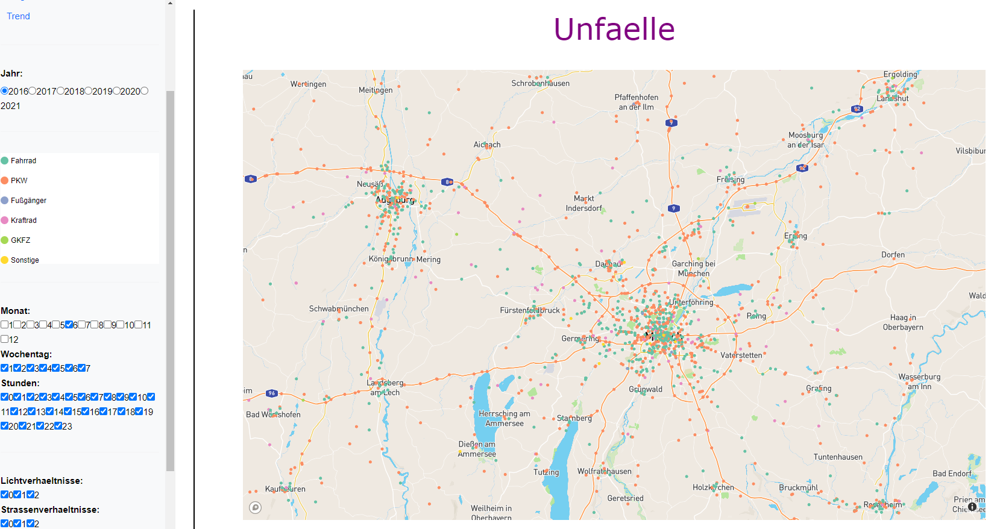 Trend
Jahr:
2016 2017 2018 2019 2020
2021
Fahrrad
PKW
Fußgänger
Kraftrad
GKFZ
Sonstige
Monat:
1 2 3 4 5 6 7 8 9 10 11
12
Wochentag:
1 2 3 4 5 6 7
Stunden:
0 1 2 3 4 5 6 7 8 9 10
11 12 13 14 15 16 17 18 19
20 21 22 23
Lichtverhaeltnisse:
0 1 2
Strassenverhaeltnisse:
0 1 2
Unfaelle
au
Wertingen
Meitingen
Schrobenhausen
Pfaffenhofen
an der Ilm
Ergolding
Landshut
92
9
Moosburg
an der Isar
Vilsbibur
Aichach
8
8
92
Neusäß
Augsburg
Freising
Markt
Indersdorf
9
Erding
n
Königsbrunn
Mering
Dachau
Garching bei
München
Dorfen
Schwabmünchen
Fürstenfeldbruck
Unterföhring
Poing
Wald
Haag in
Oberbayern
Germering
München
Vaterstetten
Landsberg
am Lech
Grünwald
Grafing
Wasserburg
am Inn
eim
96
Bad Wörishofen
Herrsching am
Ammersee
Starnberg
Dießen am
Ammersee
Tuntenhausen
Tutzing
Wolfratshausen
Bad Endorf
Kaufbeuren
Holzkirchen
Bruckmühl
Geretsried
Rosenheim
Weilheim in
Oberbayern
Prien am
Chiemsee